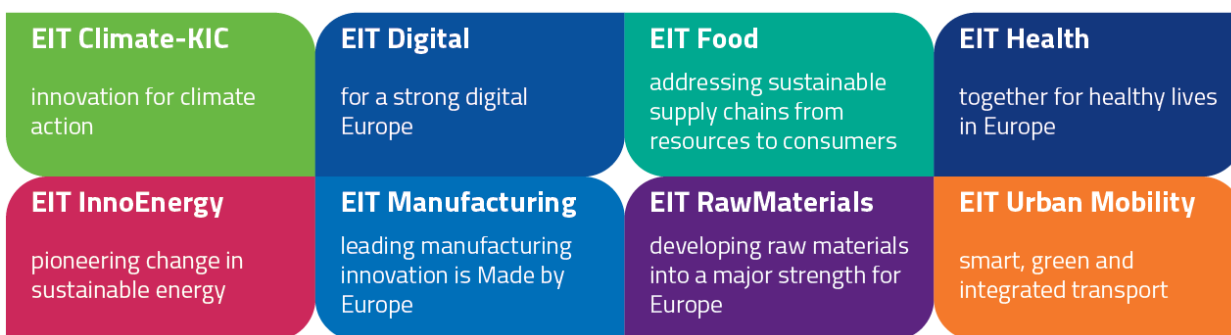 EIT Climate-KIC
innovation for climate
action
EIT Digital
for a strong digital
Europe
EIT Food
addressing sustainable
supply chains from
resources to consumers
EIT Health
together for healthy lives
in Europe
EIT InnoEnergy
pioneering change in
sustainable energy
EIT Manufacturing
leading manufacturing
innovation is Made by
Europe
EIT RawMaterials
developing raw materials
into a major strength for
Europe
EIT Urban Mobility
smart, green and
integrated transport